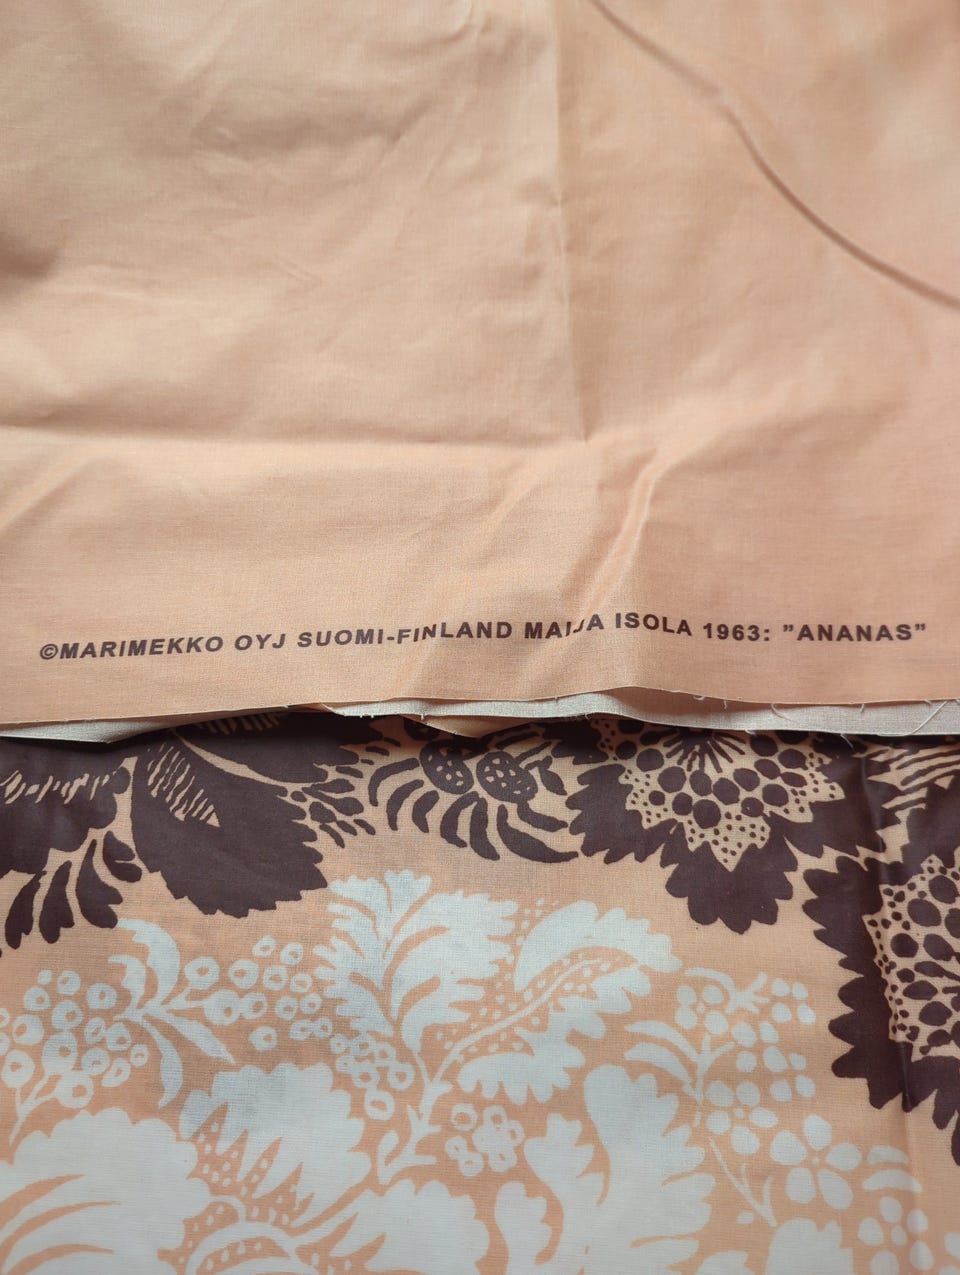 ©MARIMEKKO OYJ SUOMI-FINLAND MAIJA ISOLA 1963: ”ANANAS”